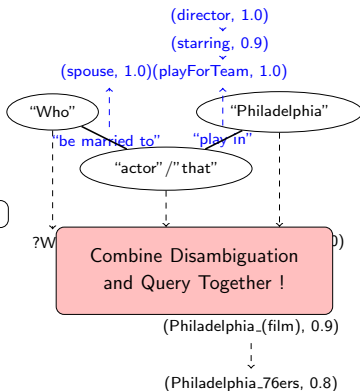 (director, 1.0)
(starring, 0.9)
(spouse, 1.0)(playForTeam, 1.0)
“Who”
“Philadelphia”
“be married to”
“play in”
“actor”/”that”
?W
0)
Combine Disambiguation
and Query Together !
(Philadelphia_(film), 0.9)
(Philadelphia_76ers, 0.8)